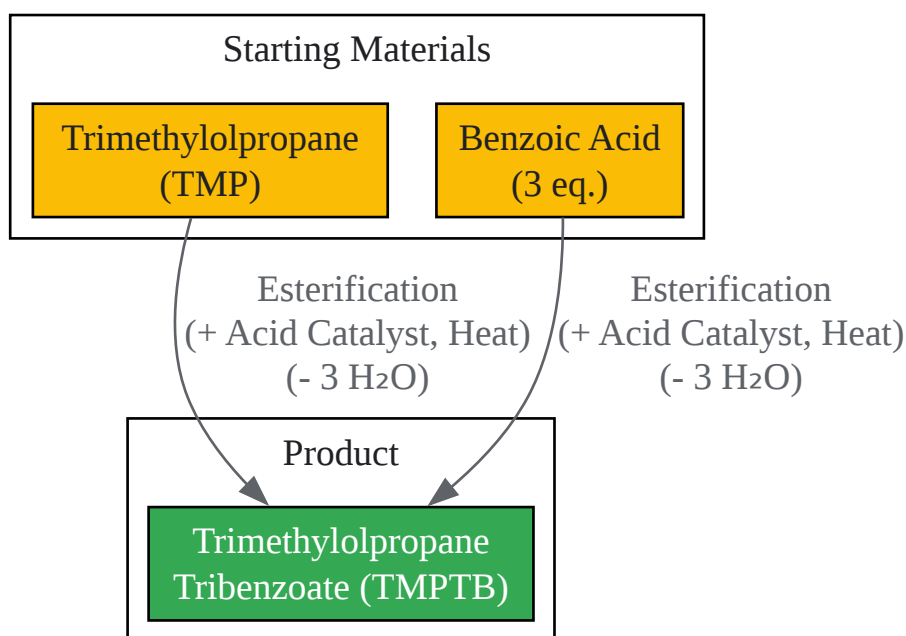 Starting Materials
Trimethylolpropane
(TMP)
Benzoic Acid
(3 eq.)
Esterification
(+ Acid Catalyst, Heat)
(- 3 H₂O)
Esterification
(+ Acid Catalyst, Heat)
(- 3 H₂O)
Product
Trimethylolpropane
Tribenzoate (TMPTB)